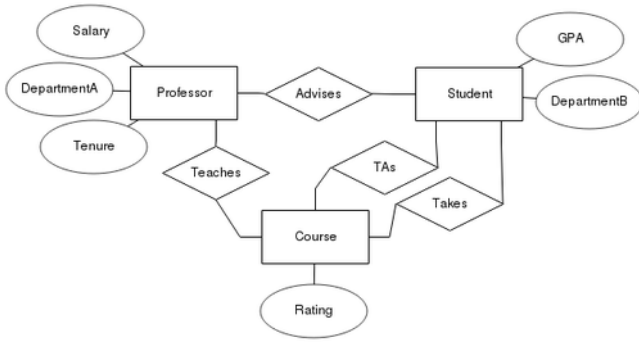 Salary
GPA
DepartmentA
Professor
Advises
Student
DepartmentB
Tenure
Teaches
TAs
Takes
Course
Rating